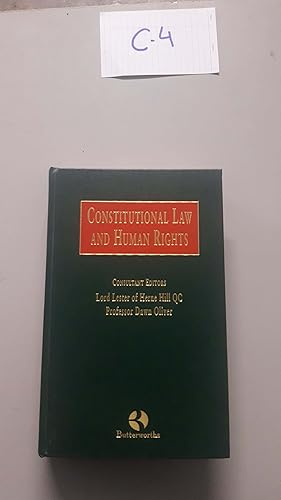 C-4
CONSTITUTIONAL LAW
AND HUMAN RIGHTS
CONSULTANT EDITORS
Lord Lester of Herne Hill QC
Professor Dawn Oliver
Butterworths